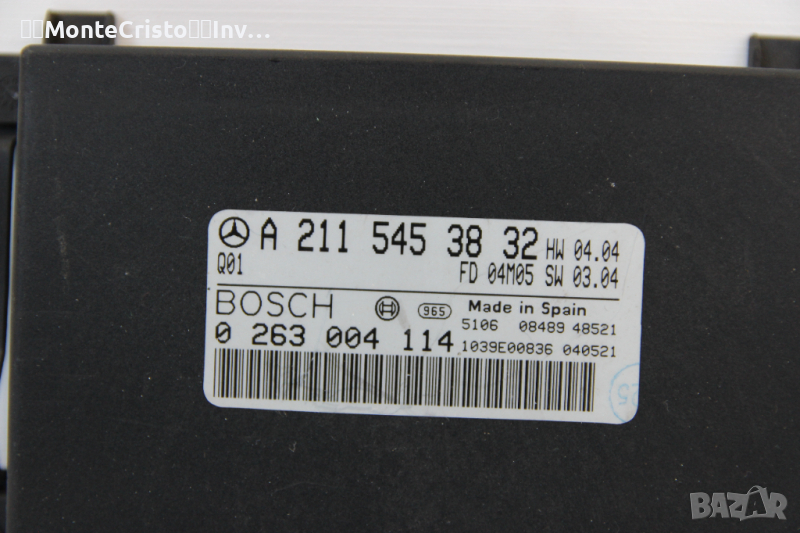 MonteCristo Inv...
A 211 545 38 32 HW 04.04
Q01 FD 04M05 SW 03.04
BOSCH 965 Made in Spain
5106 08489 48521
0 263 004 114 1039E00836 040521
25
BAZAR